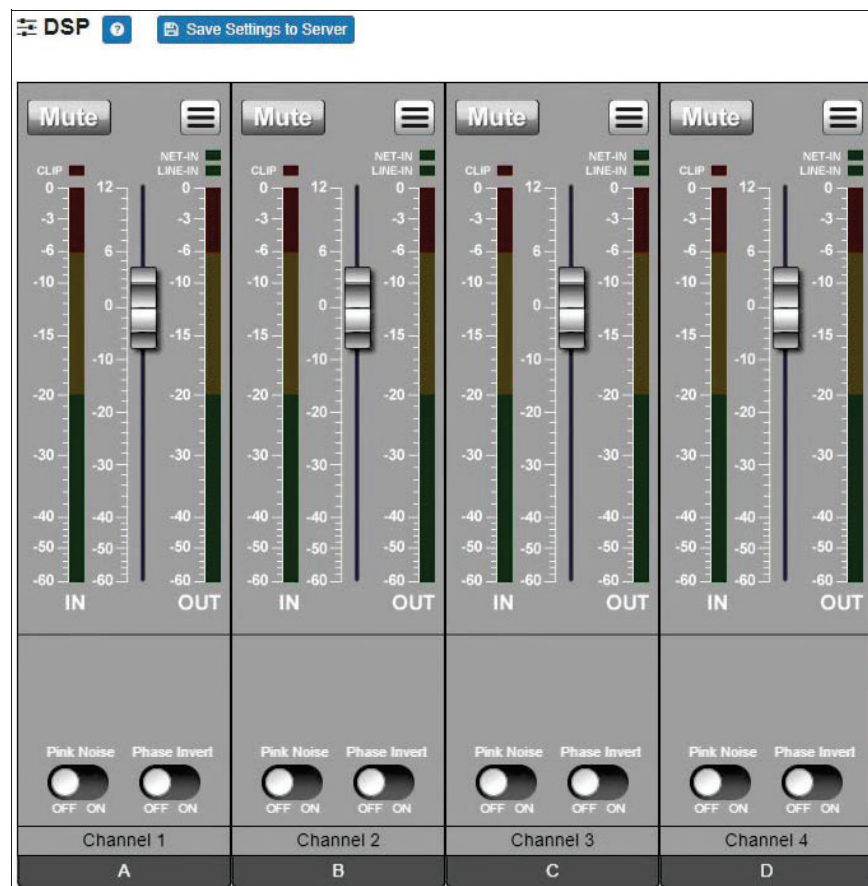 DSP ? Save Settings to Server
Mute Mute Mute Mute
NET-IN NET-IN NET-IN NET-IN
CLIP LINE-IN CLIP LINE-IN CLIP LINE-IN CLIP LINE-IN
0 12 0 0 12 0 0 12 0 0 12 0
-3 -3 -3 -3 -3 -3 -3 -3
-6 6 -6 -6 6 -6 -6 6 -6 -6 6 -6
-10 -10 -10 -10 -10 -10 -10 -10
0 0 0 0
-15 -15 -15 -15 -15 -15 -15 -15
-10 -10 -10 -10
-20 -20 -20 -20 -20 -20 -20 -20
-20 -20 -20 -20
-30 -30 -30 -30 -30 -30 -30 -30
-30 -30 -30 -30
-40 -40 -40 -40 -40 -40 -40 -40 -40 -40 -40 -40
-50 -50 -50 -50 -50 -50 -50 -50 -50 -50 -50 -50
-60 -60 -60 -60 -60 -60 -60 -60 -60 -60 -60 -60
IN OUT IN OUT IN OUT IN OUT
Pink Noise Phase Invert Pink Noise Phase Invert Pink Noise Phase Invert Pink Noise Phase Invert
OFF ON OFF ON OFF ON OFF ON OFF ON OFF ON OFF ON OFF ON
Channel 1 Channel 2 Channel 3 Channel 4
A B C D